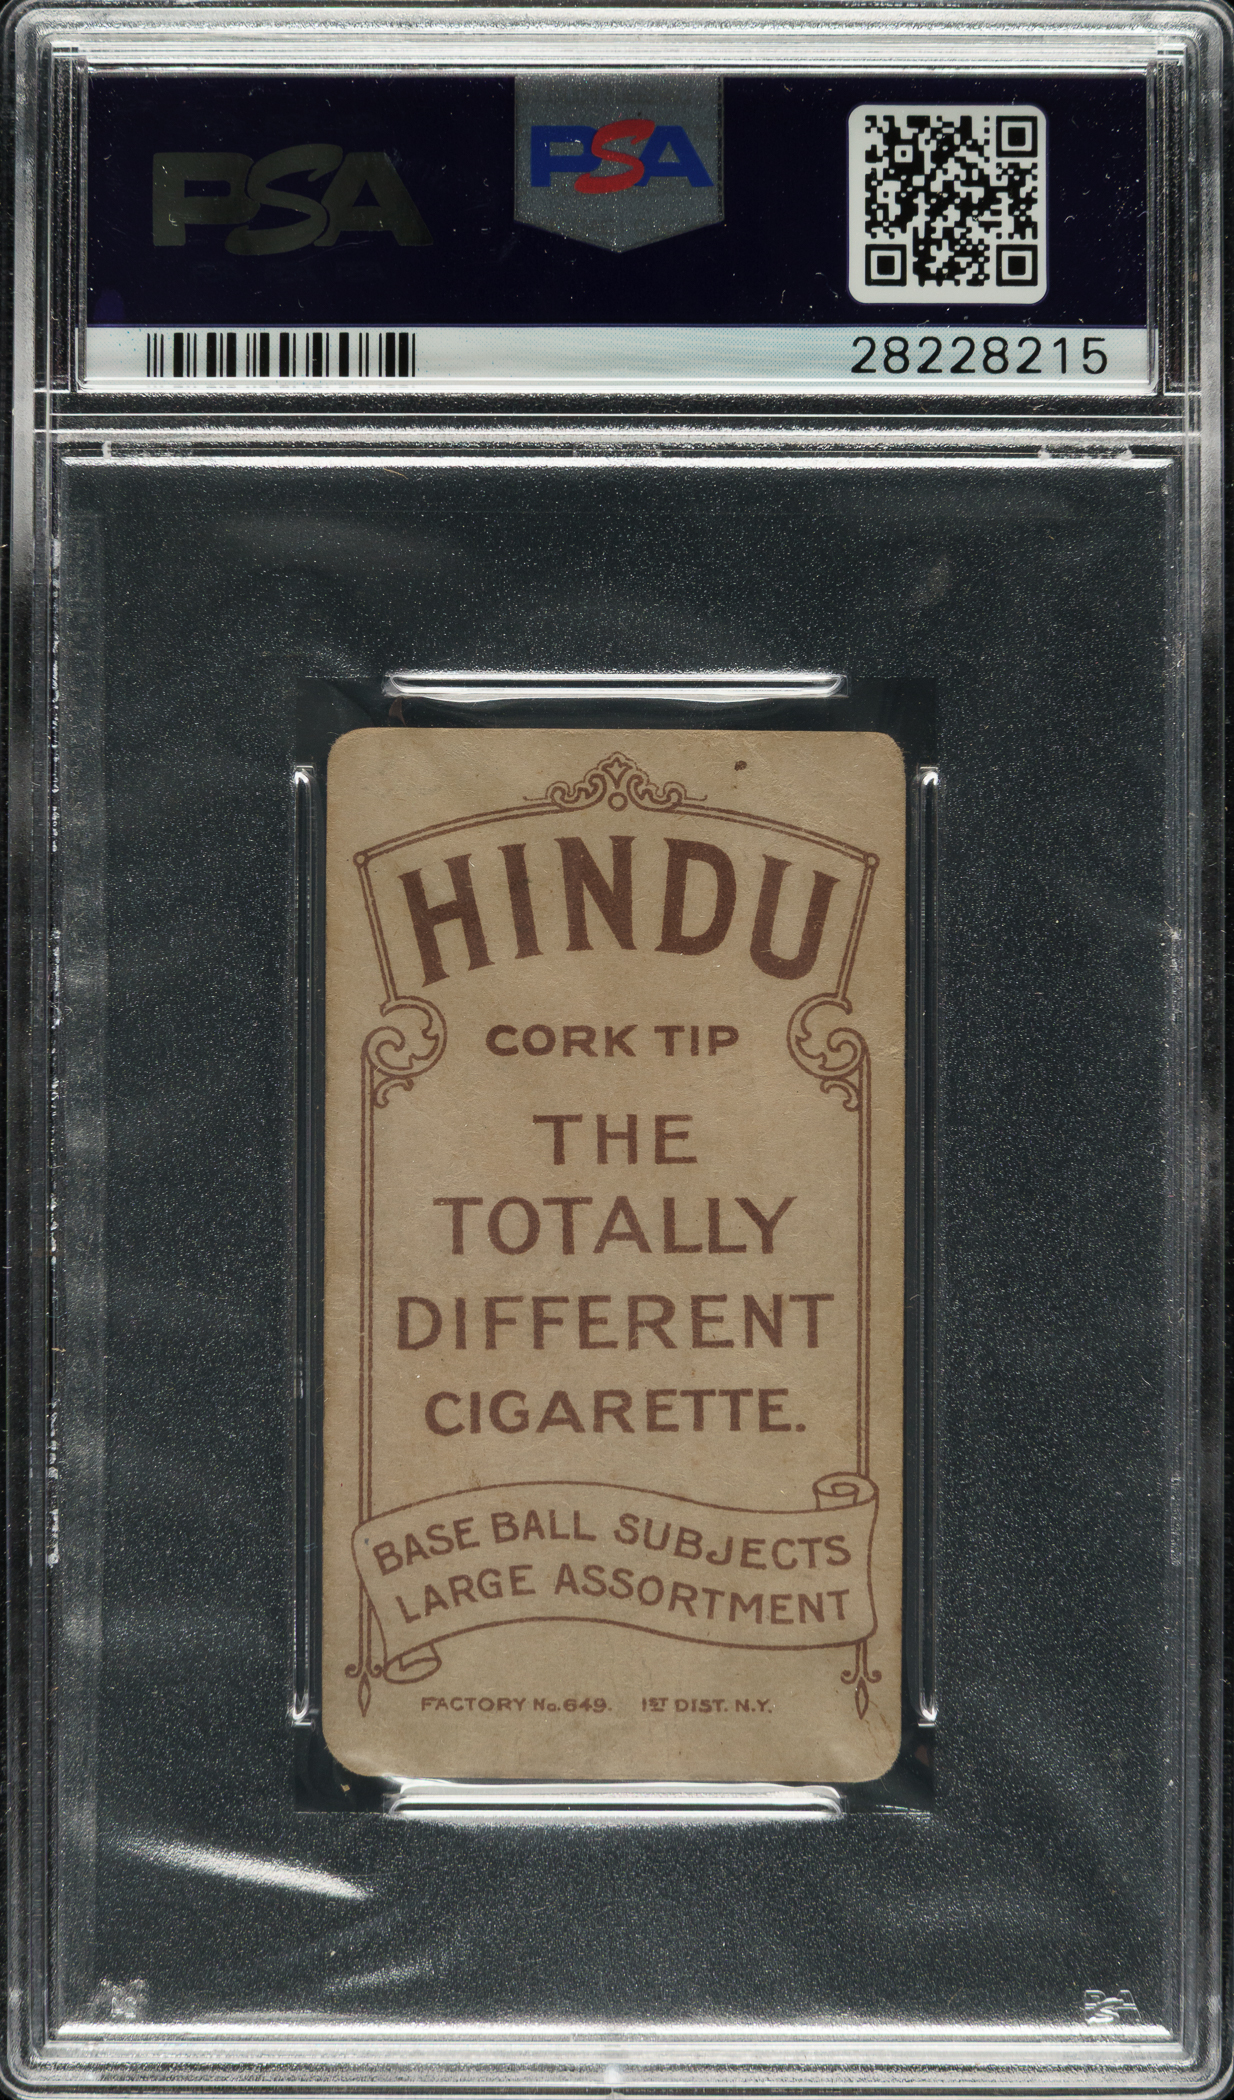 PSA
PSA
28228215
HINDU
CORK TIP
THE
TOTALLY
DIFFERENT
CIGARETTE.
BASE BALL SUBJECTS
LARGE ASSORTMENT
FACTORY No. 649. 1ST DIST. N.Y.
PSA